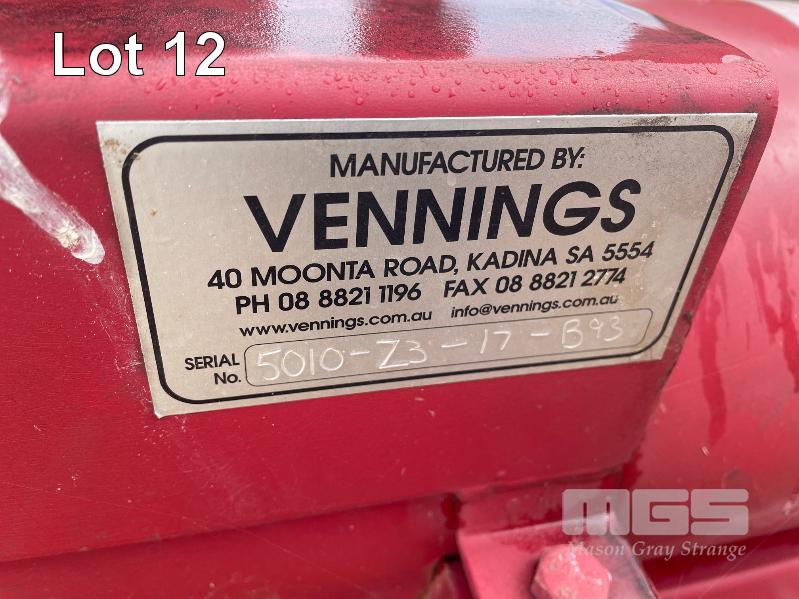 Lot 12
MANUFACTURED BY:
VENNINGS
40 MOONTA ROAD, KADINA SA 5554
PH 08 8821 1196 FAX 08 8821 2774
www.vennings.com.au info@vennings.com.au
SERIAL No. 5010-Z3-17-B93
MGS
Mason Gray Strange